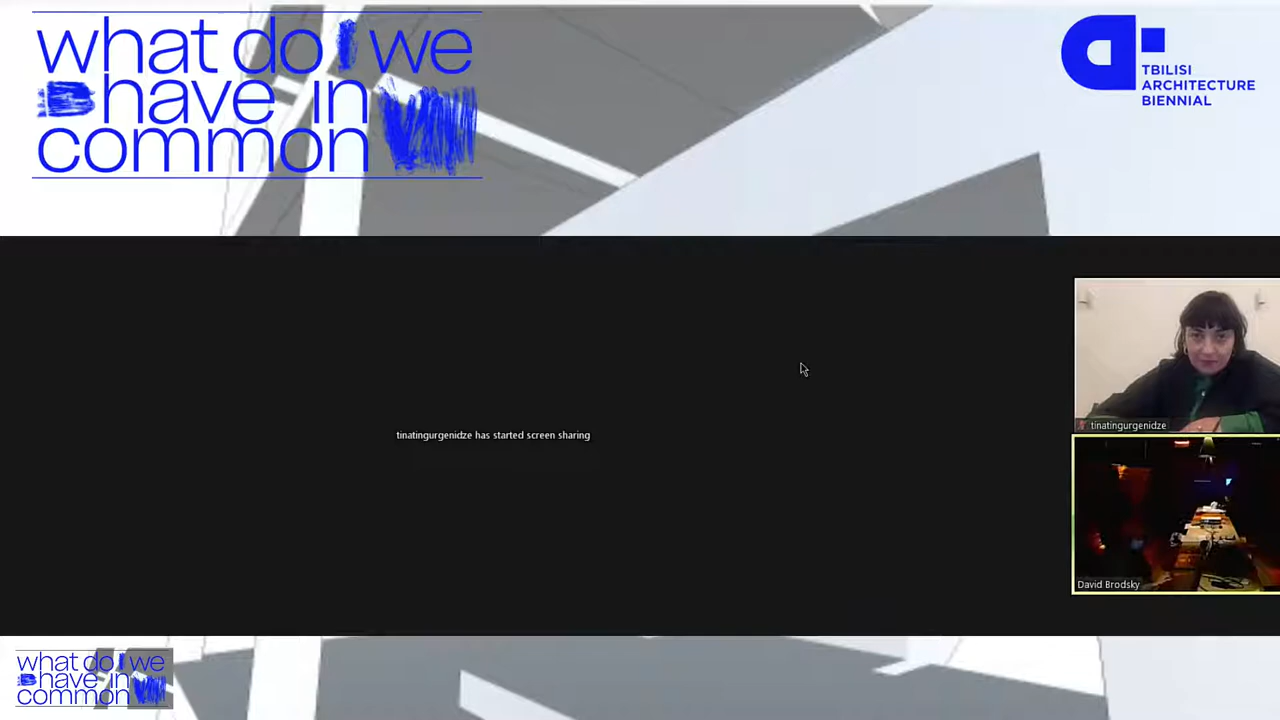 what do we
have in
common
TBILISI
ARCHITECTURE
BIENNIAL
tinatingurgenidze has started screen sharing
tinatingurgenidze
David Brodsky
what do we
have in
common